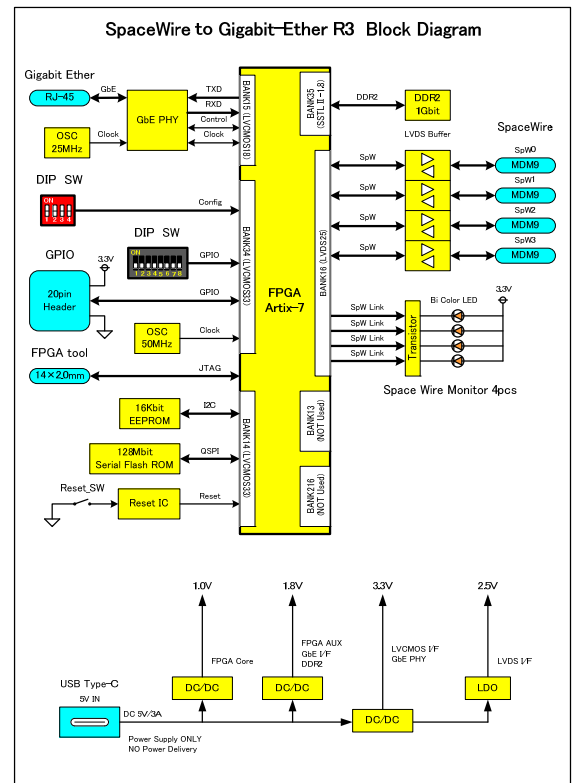 SpaceWire to Gigabit-Ether R3 Block Diagram
Gigabit Ether
RJ-45
GbE
GbE PHY
OSC
25MHz
Clock
TXD
RXD
Control
Clock
BANK15 (LVCMOS18)
BANK35
(SSTLⅡ-1.8)
DDR2
DDR2
1Gbit
LVDS Buffer
SpaceWire
SpW
SpW0
MDM9
SpW
SpW1
MDM9
SpW
SpW2
MDM9
SpW
SpW3
MDM9
BANK16 (LVDS25)
DIP SW
ON
1 2 3 4
Config
DIP SW
ON
1 2 3 4 5 6 7 8
GPIO
GPIO
3.3V
20pin
Header
GPIO
BANK34 (LVCMOS33)
FPGA
Artix-7
OSC
50MHz
Clock
FPGA tool
14×2.0mm
JTAG
SpW Link
SpW Link
SpW Link
SpW Link
Transistor
Bi Color LED
3.3V
Space Wire Monitor 4pcs
16Kbit
EEPROM
I2C
128Mbit
Serial Flash ROM
QSPI
Reset_SW
Reset IC
Reset
BANK14 (LVCMOS33)
BANK13
(NOT Used)
BANK216
(NOT Used)
1.0V
1.8V
3.3V
2.5V
FPGA Core
FPGA AUX
GbE I/F
DDR2
LVCMOS I/F
GbE PHY
LVDS I/F
DC/DC
DC/DC
DC/DC
LDO
USB Type-C
5V IN
DC 5V/3A
Power Supply ONLY
NO Power Delivery